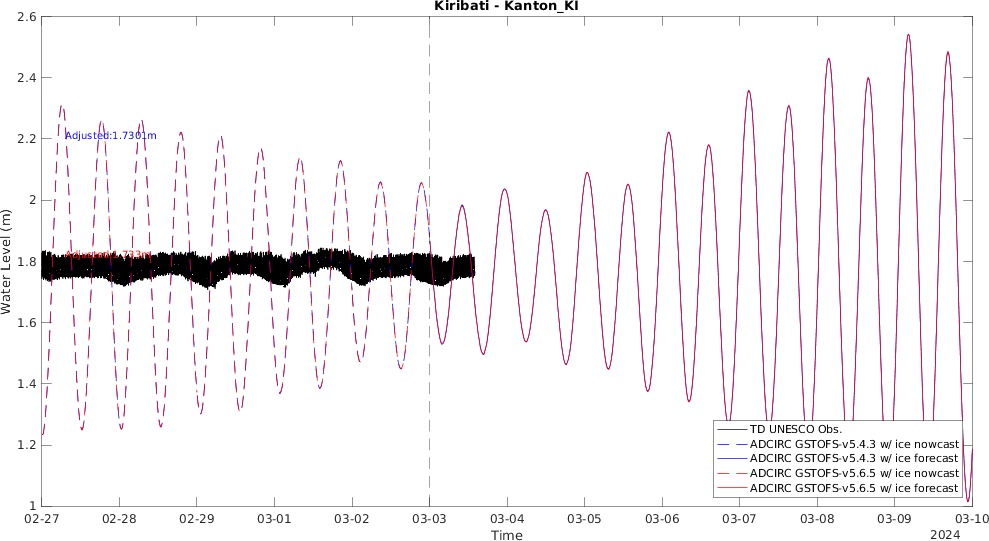 Kiribati - Kanton_KI
2.6
2.4
2.2
2
1.8
1.6
1.4
1.2
1
Water Level (m)
Adjusted:1.7301m
TD UNESCO Obs.
ADCIRC GSTOFS-v5.4.3 w/ ice nowcast
ADCIRC GSTOFS-v5.4.3 w/ ice forecast
ADCIRC GSTOFS-v5.6.5 w/ ice nowcast
ADCIRC GSTOFS-v5.6.5 w/ ice forecast
02-27 02-28 02-29 03-01 03-02 03-03 03-04 03-05 03-06 03-07 03-08 03-09 03-10
Time
2024